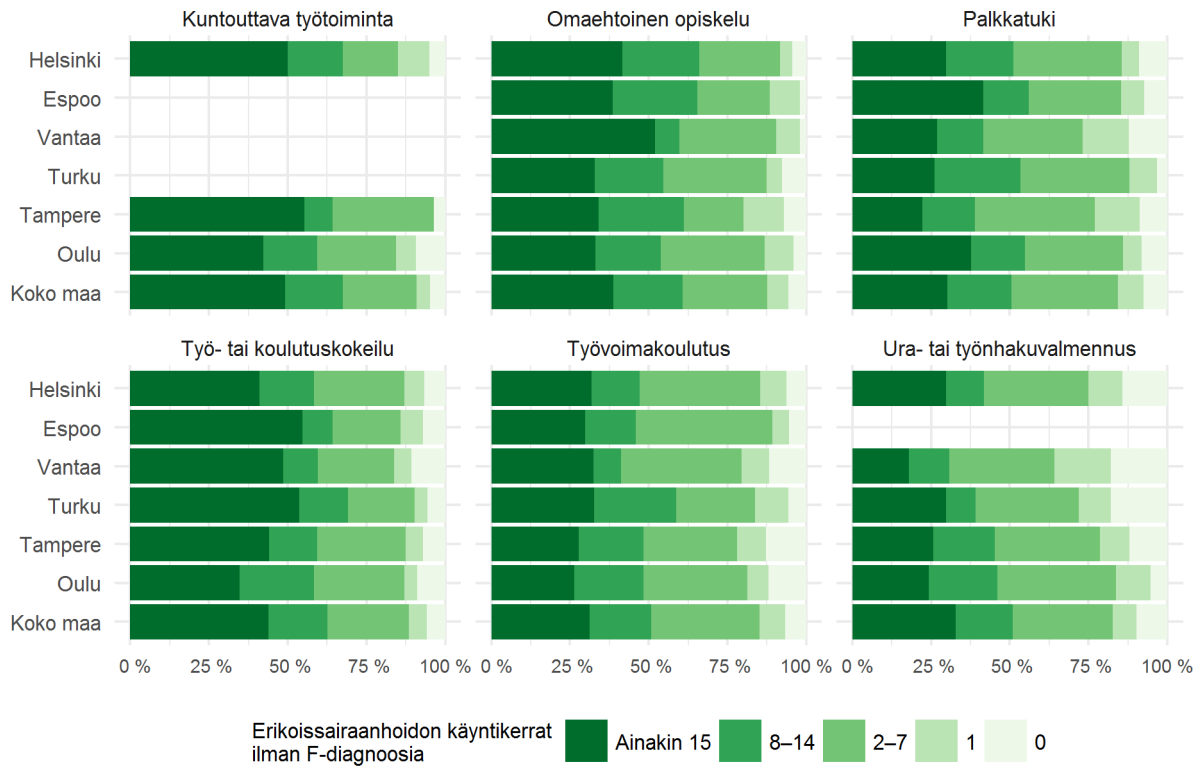 Kuntouttava työtoiminta
Omaehtoinen opiskelu
Palkkatuki
Helsinki
Espoo
Vantaa
Turku
Tampere
Oulu
Koko maa
Työ- tai koulutuskokeilu
Työvoimakoulutus
Ura- tai työnhakuvalmennus
Helsinki
Espoo
Vantaa
Turku
Tampere
Oulu
Koko maa
0 % 25 % 50 % 75 % 100 %
0 % 25 % 50 % 75 % 100 %
0 % 25 % 50 % 75 % 100 %
Erikoissairaanhoidon käyntikerrat
ilman F-diagnoosia
Ainakin 15 8–14 2–7 1 0